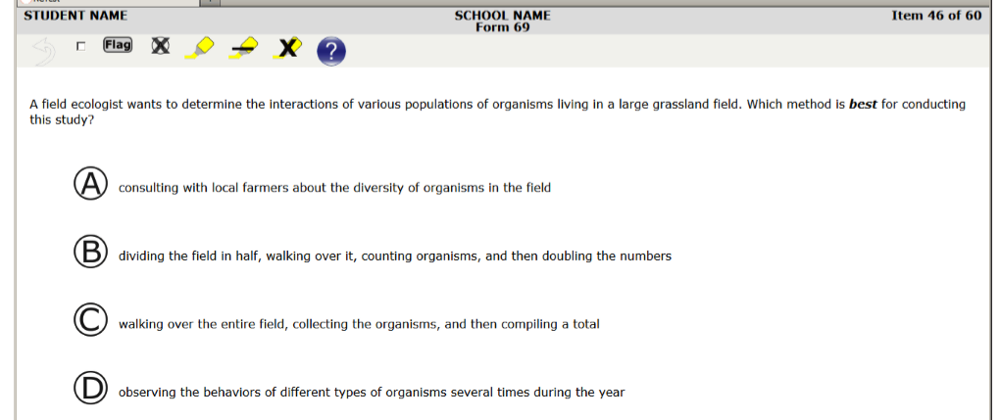 STUDENT NAME
SCHOOL NAME
Item 46 of 60
Form 69
Flag
X
?
A field ecologist wants to determine the interactions of various populations of organisms living in a large grassland field. Which method is best for conducting
this study?
A consulting with local farmers about the diversity of organisms in the field
B dividing the field in half, walking over it, counting organisms, and then doubling the numbers
C walking over the entire field, collecting the organisms, and then compiling a total
D observing the behaviors of different types of organisms several times during the year